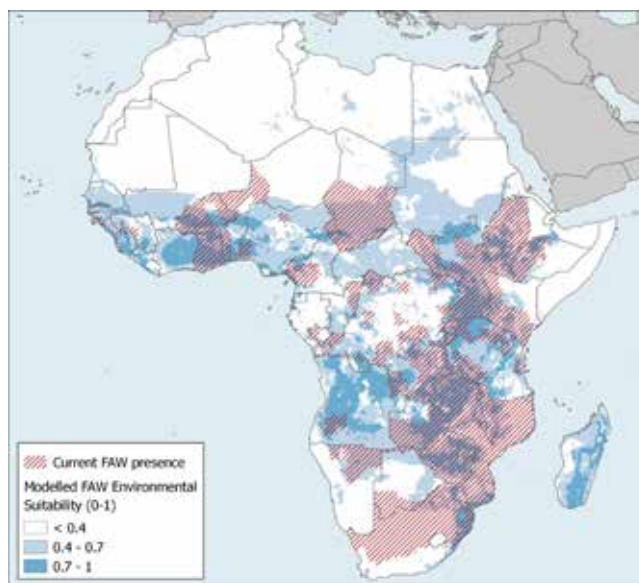 Current FAW presence
Modelled FAW Environmental
Suitability (0-1)
< 0.4
0.4 - 0.7
0.7 - 1